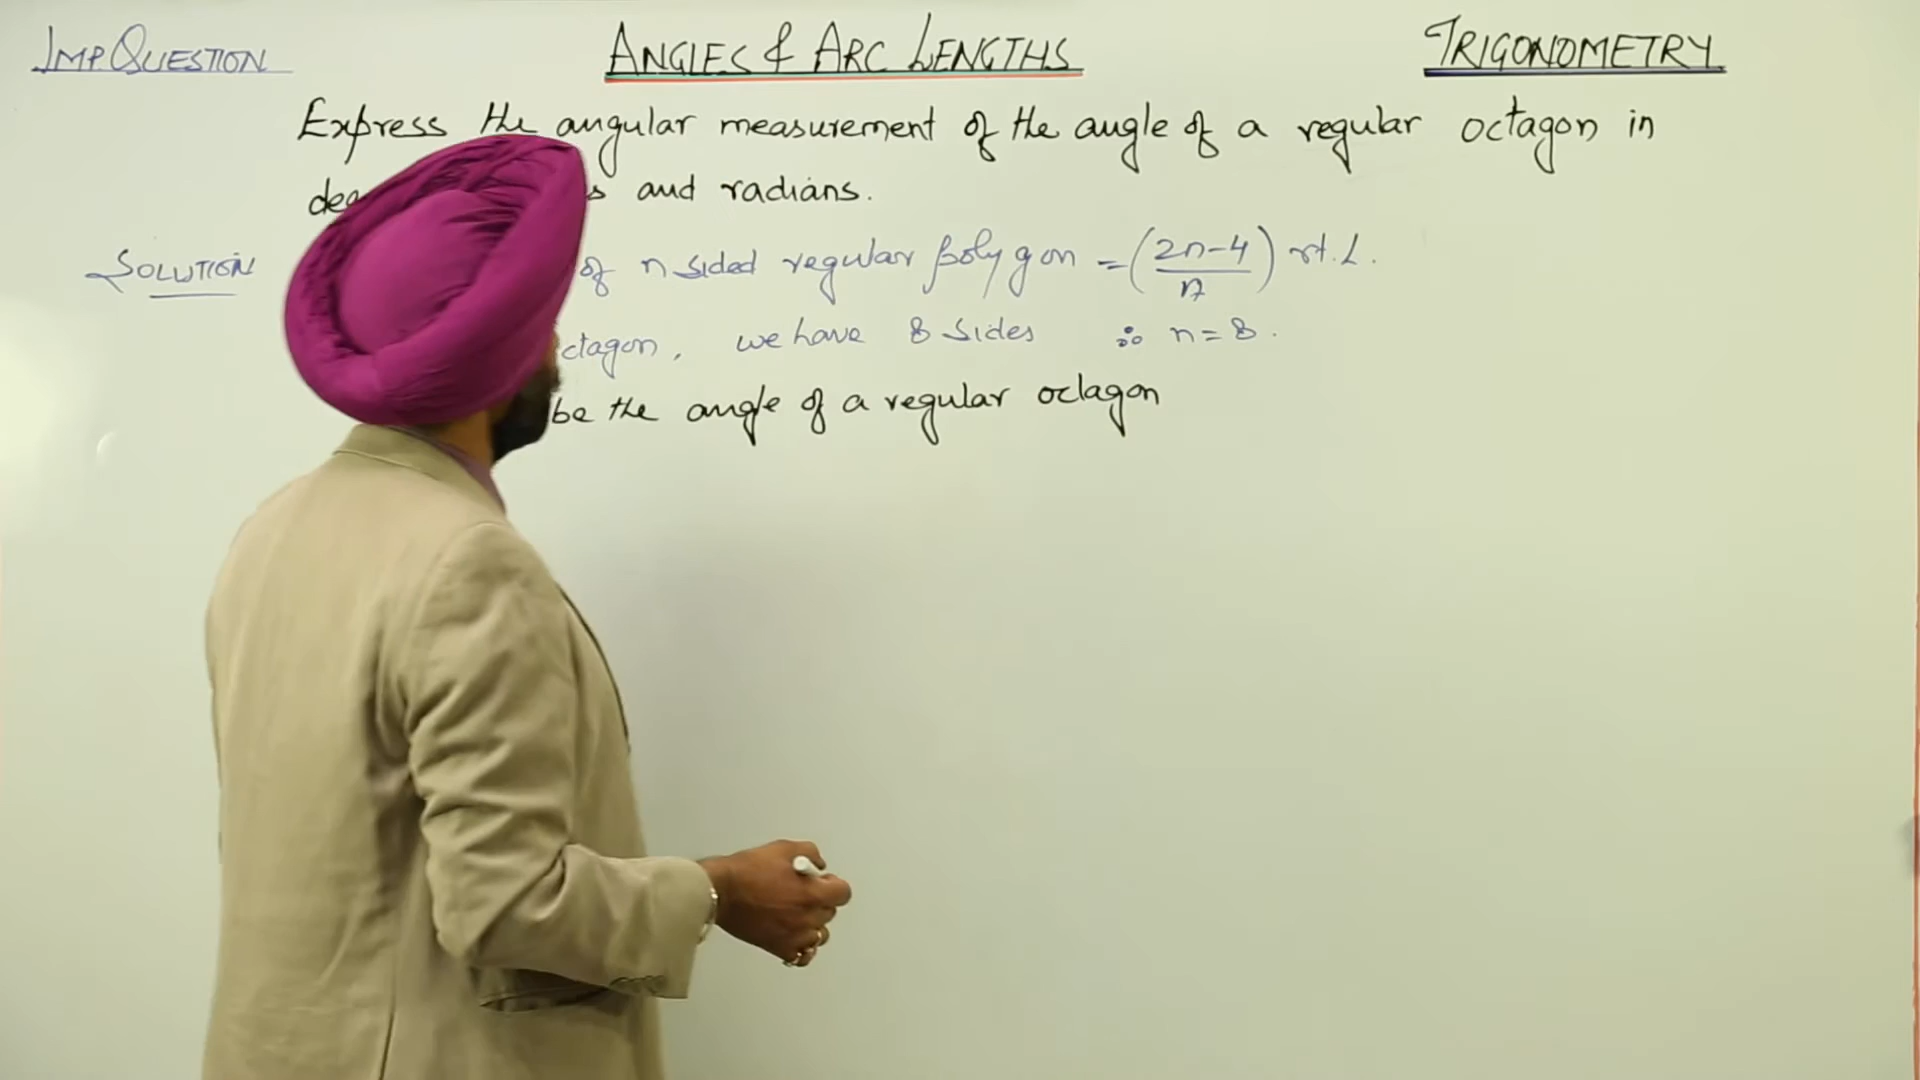 IMP. QUESTION
ANGLES & ARC LENGTHS
TRIGONOMETRY
Express the angular measurement of the angle of a regular octagon in
and radians.
SOLUTION of n sided regular polygon = (2n-4/n) rt. ∠.
we have 8 sides ∴ n = 8.
be the angle of a regular octagon